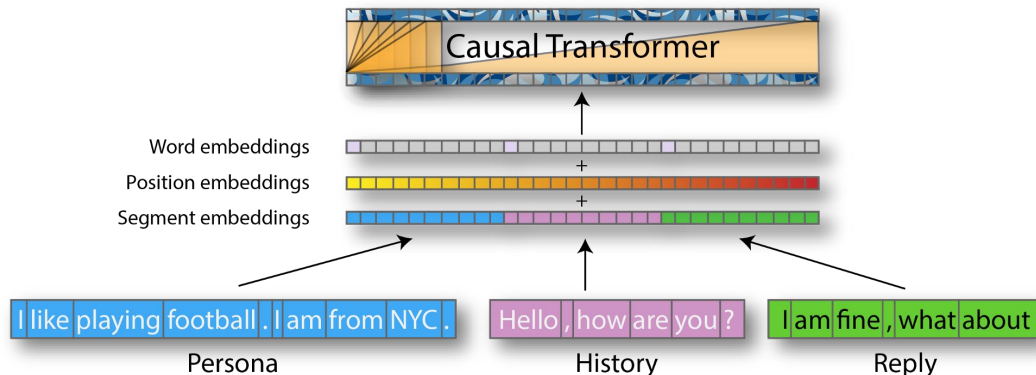 Causal Transformer
Word embeddings
+
Position embeddings
+
Segment embeddings
I like playing football . I am from NYC .
Hello , how are you ?
I am fine , what about
Persona
History
Reply